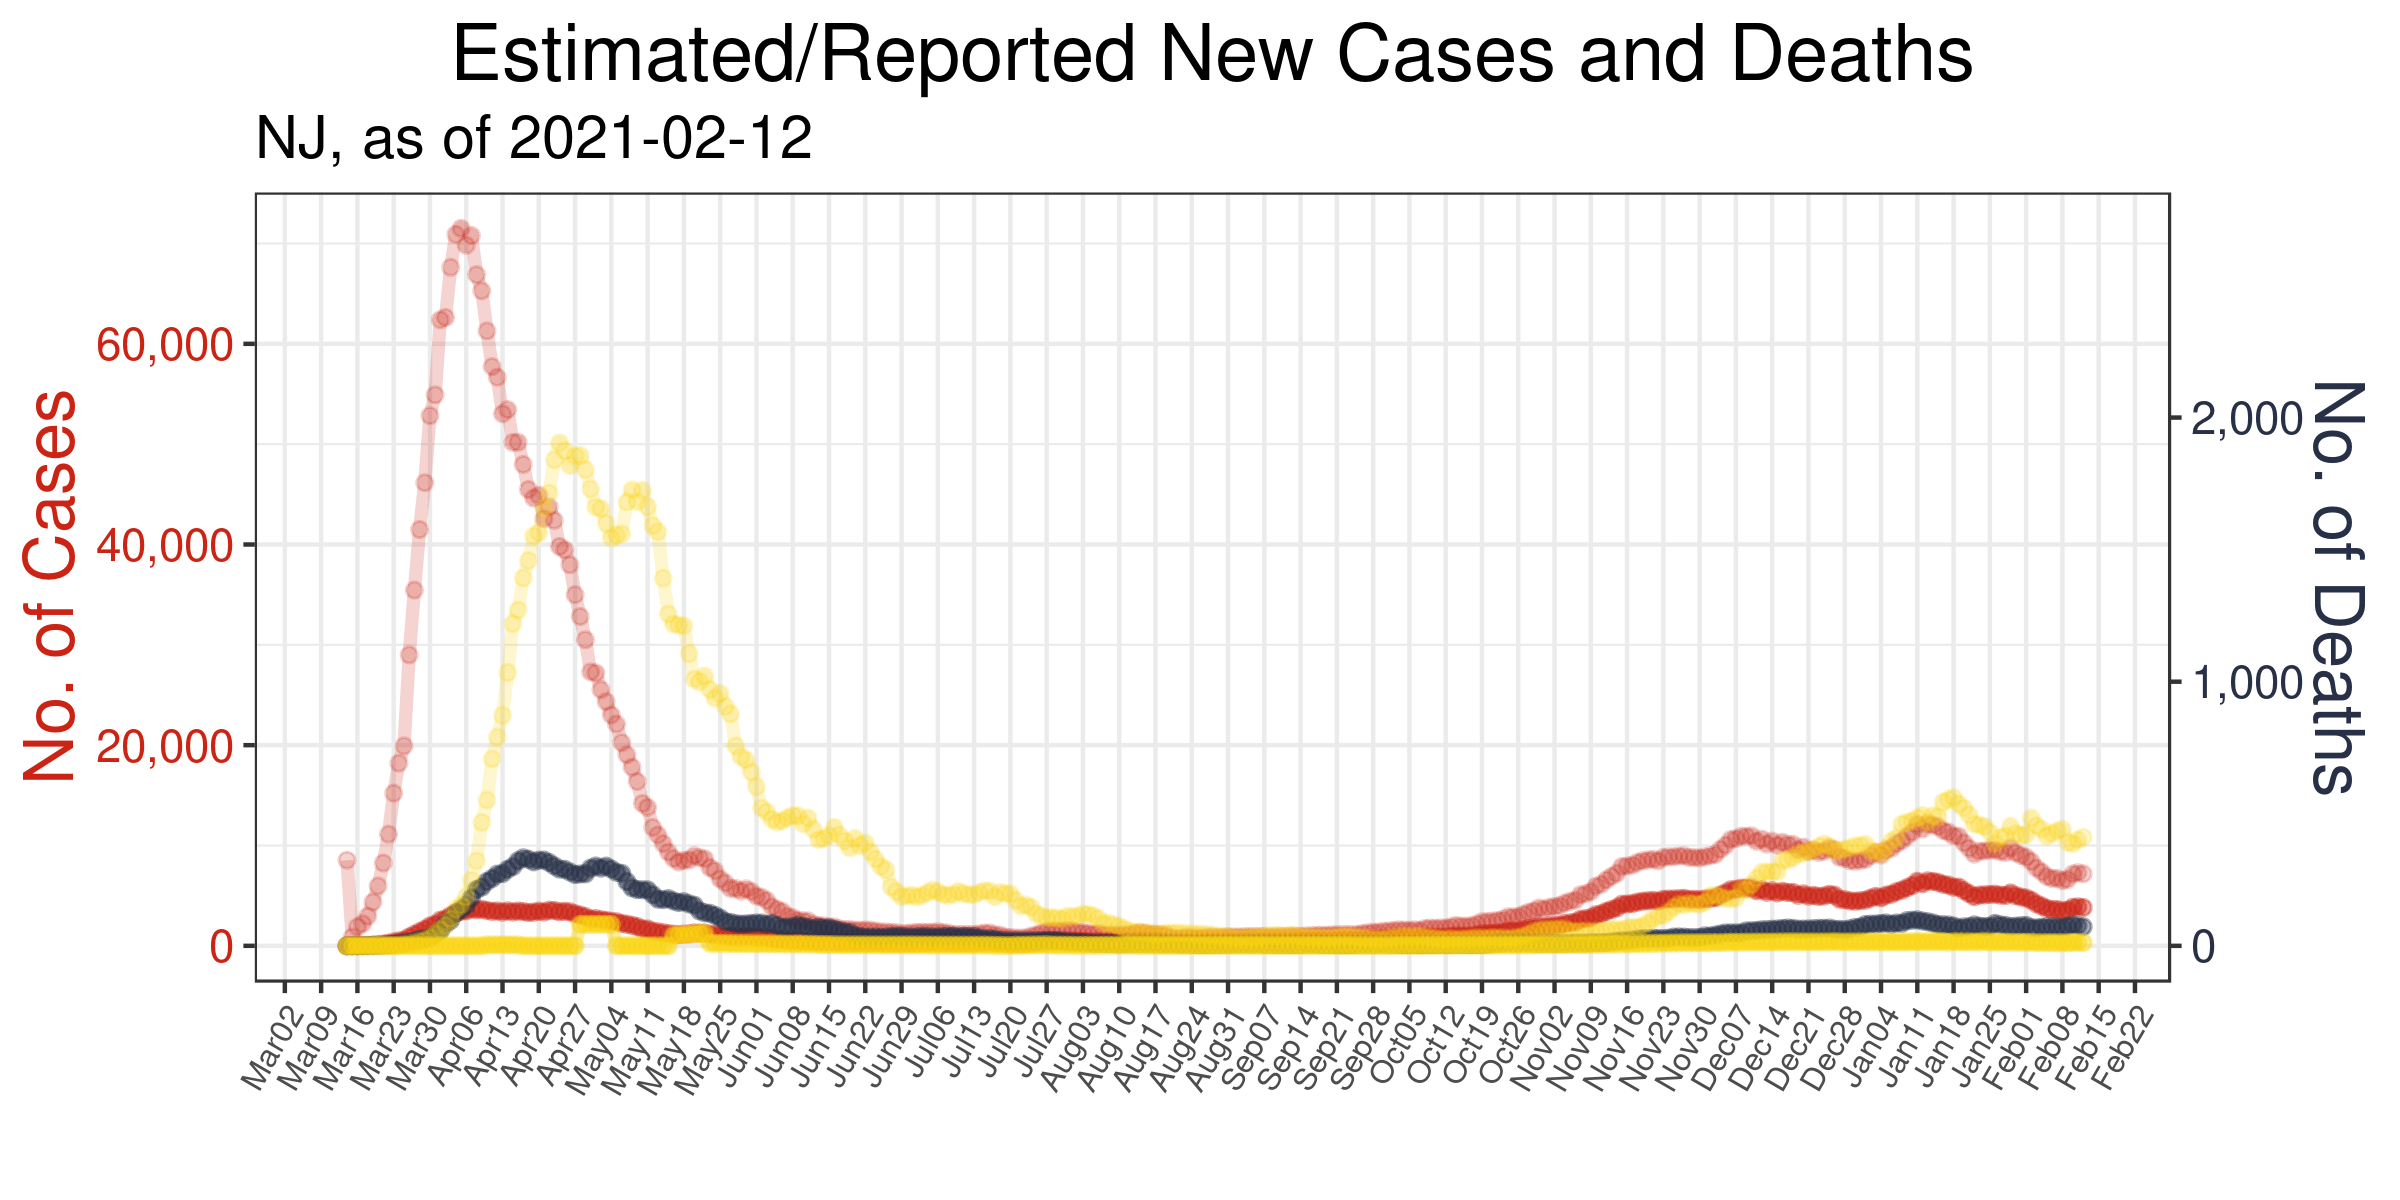 Estimated/Reported New Cases and Deaths
NJ, as of 2021-02-12
No. of Cases
60,000
40,000
20,000
0
2,000
1,000
0
No. of Deaths
Mar02
Mar09
Mar16
Mar23
Mar30
Apr06
Apr13
Apr20
Apr27
May04
May11
May18
May25
Jun01
Jun08
Jun15
Jun22
Jun29
Jul06
Jul13
Jul20
Jul27
Aug03
Aug10
Aug17
Aug24
Aug31
Sep07
Sep14
Sep21
Sep28
Oct05
Oct12
Oct19
Oct26
Nov02
Nov09
Nov16
Nov23
Nov30
Dec07
Dec14
Dec21
Dec28
Jan04
Jan11
Jan18
Jan25
Feb01
Feb08
Feb15
Feb22